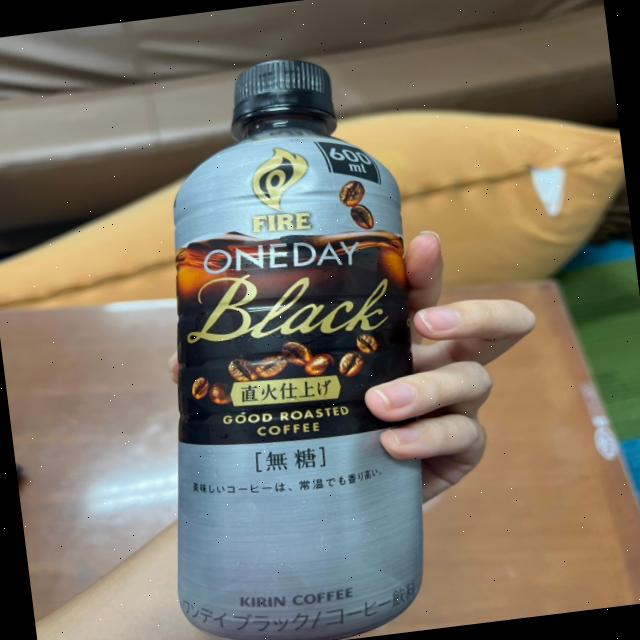 600
ml
FIRE
ONEDAY
Black
直火仕上げ
GOOD ROASTED
COFFEE
[無糖]
美味しいコーヒーは、常温でも香り高い。
KIRIN COFFEE
ワンデイブラック/コーヒー飲料